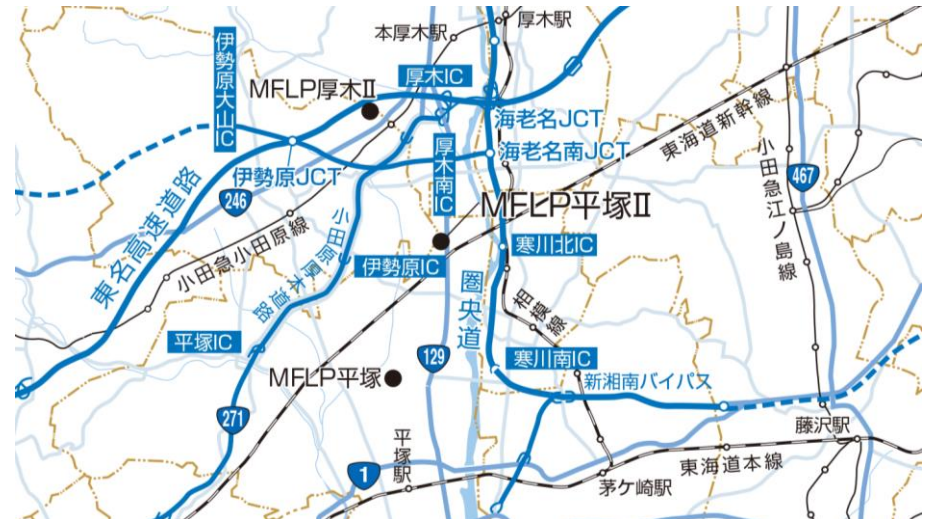 厚木駅
本厚木駅
伊勢原大山IC
厚木IC
MFLP厚木Ⅱ
海老名JCT
東海道新幹線
海老名南JCT
厚木南IC
伊勢原JCT
246
467
小田急江ノ島線
MFLP平塚Ⅱ
東名高速道路
小田急小田原線
小田原厚木道路
寒川北IC
伊勢原IC
圏央道
相模線
平塚IC
129
寒川南IC
MFLP平塚
新湘南バイパス
271
藤沢駅
平塚駅
1
東海道本線
茅ケ崎駅